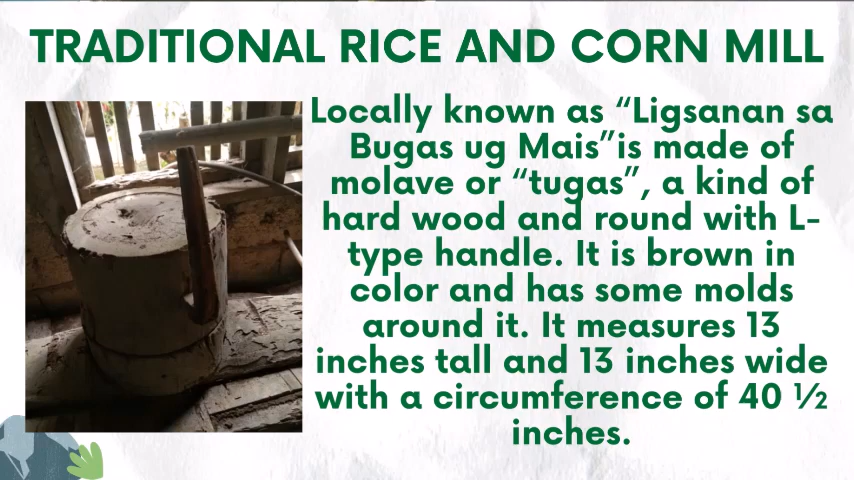 TRADITIONAL RICE AND CORN MILL
Locally known as “Ligsanan sa
Bugas ug Mais”is made of
molave or “tugas”, a kind of
hard wood and round with L-
type handle. It is brown in
color and has some molds
around it. It measures 13
inches tall and 13 inches wide
with a circumference of 40 ½
inches.